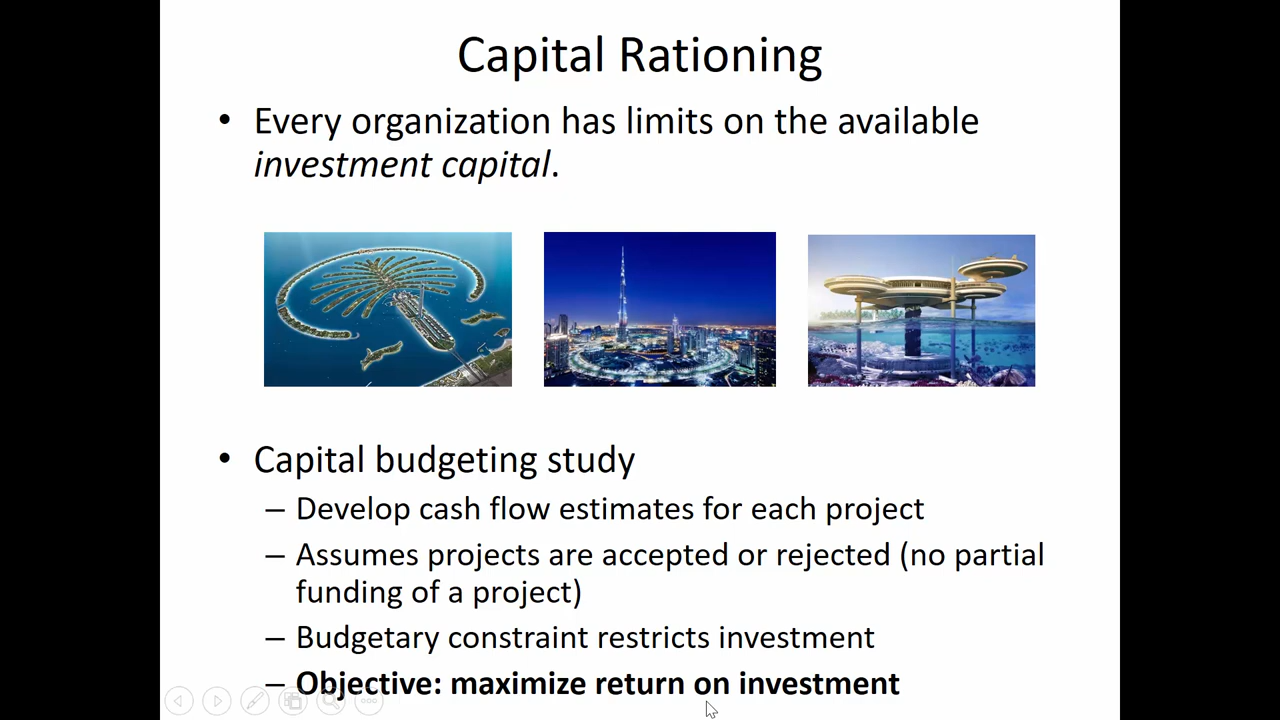 Capital Rationing
• Every organization has limits on the available
investment capital.
• Capital budgeting study
– Develop cash flow estimates for each project
– Assumes projects are accepted or rejected (no partial
funding of a project)
– Budgetary constraint restricts investment
– Objective: maximize return on investment